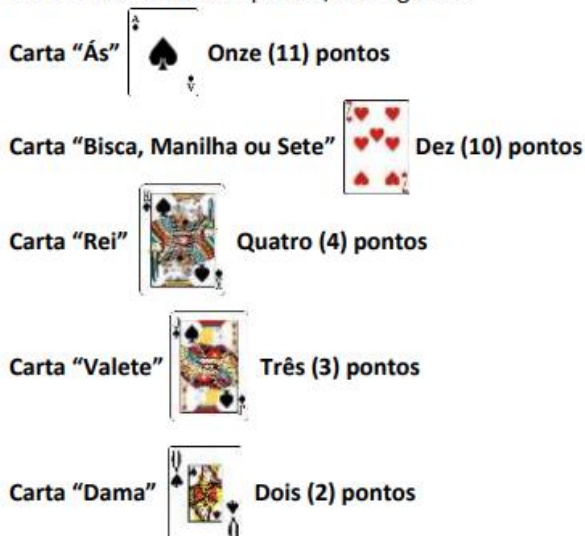 Carta “Ás” Onze (11) pontos
Carta “Bisca, Manilha ou Sete” Dez (10) pontos
Carta “Rei” Quatro (4) pontos
Carta “Valete” Três (3) pontos
Carta “Dama” Dois (2) pontos